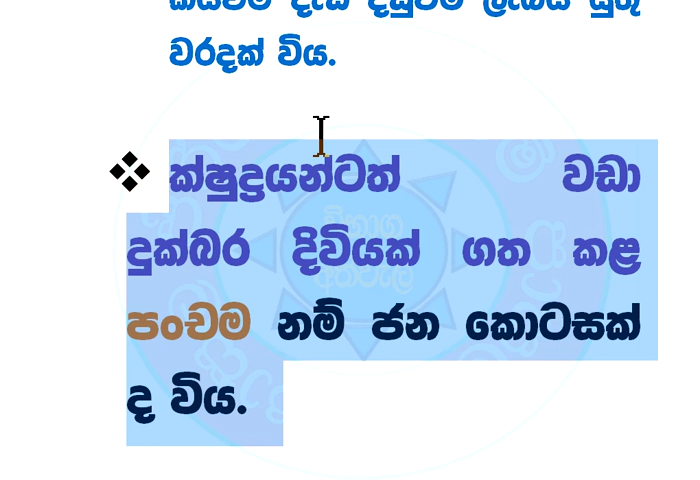 වරදක් විය.
❖ ක්ෂුද්‍රයන්ටත් වඩා
දුක්බර දිවියක් ගත කළ
පංචම නම් ජන කොටසක්
ද විය.